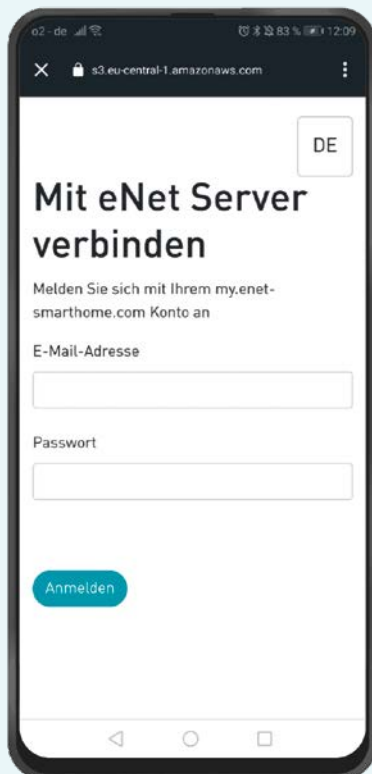 o2 - de 83 % 12:09
s3.eu-central-1.amazonaws.com
DE
Mit eNet Server
verbinden
Melden Sie sich mit Ihrem my.enet-
smarthome.com Konto an
E-Mail-Adresse
Passwort
Anmelden